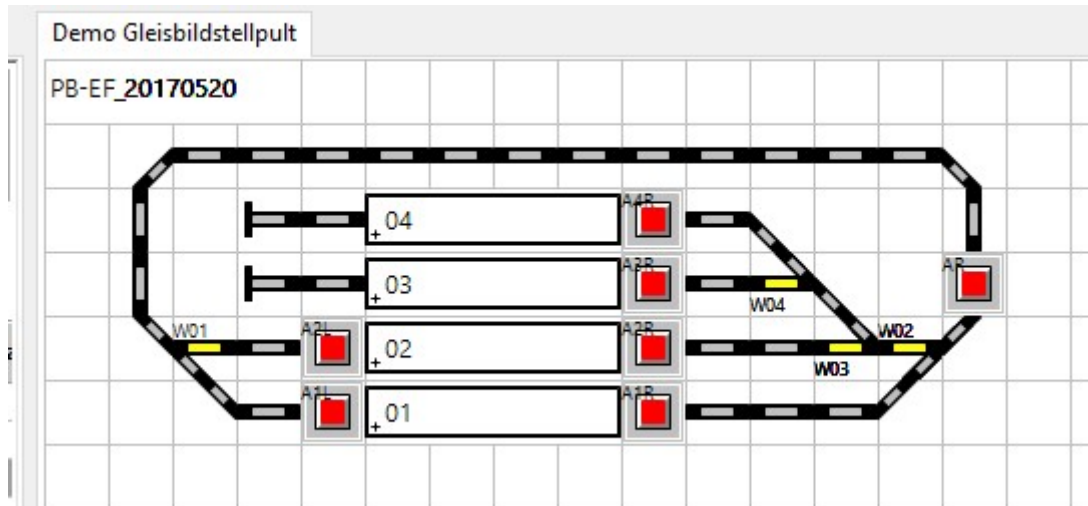 Demo Gleisbildstellpult
PB-EF_20170520
A4R
+ 04
A3R
AR
+ 03
W04
W01
A2L
A2R
W02
+ 02
W03
A1L
A1R
+ 01